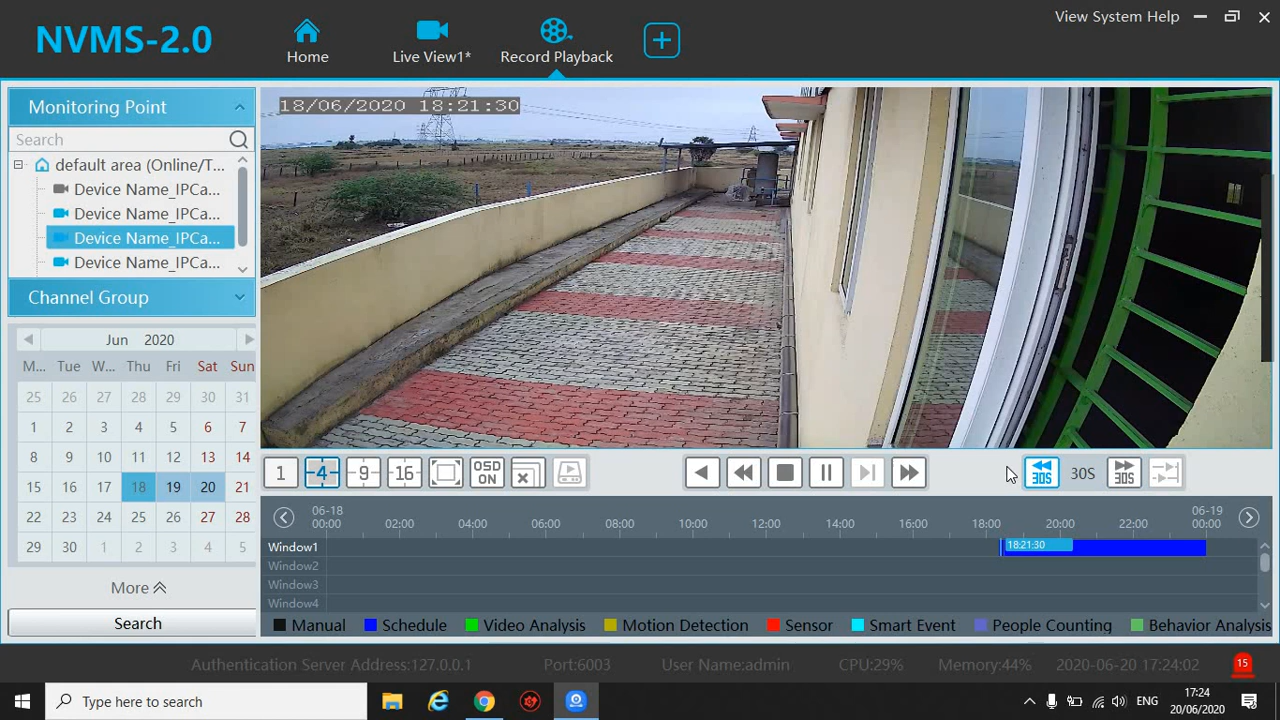 NVMS-2.0
Home
Live View1*
Record Playback
View System Help
Monitoring Point
Search
default area (Online/T...
Device Name_IPCa...
Device Name_IPCa...
Device Name_IPCa...
Device Name_IPCa...
Channel Group
Jun 2020
M... Tue W... Thu Fri Sat Sun
25 26 27 28 29 30 31
1 2 3 4 5 6 7
8 9 10 11 12 13 14
15 16 17 18 19 20 21
22 23 24 25 26 27 28
29 30 1 2 3 4 5
More
Search
18/06/2020 18:21:30
1 4 9 16 OSD ON
30S 30S 30S
06-18 06-19
00:00 02:00 04:00 06:00 08:00 10:00 12:00 14:00 16:00 18:00 20:00 22:00 00:00
Window1 18:21:30
Window2
Window3
Window4
Manual Schedule Video Analysis Motion Detection Sensor Smart Event People Counting Behavior Analysis
Authentication Server Address:127.0.0.1 Port:6003 User Name:admin CPU:29% Memory:44% 2020-06-20 17:24:02 15
Type here to search
ENG
17:24
20/06/2020